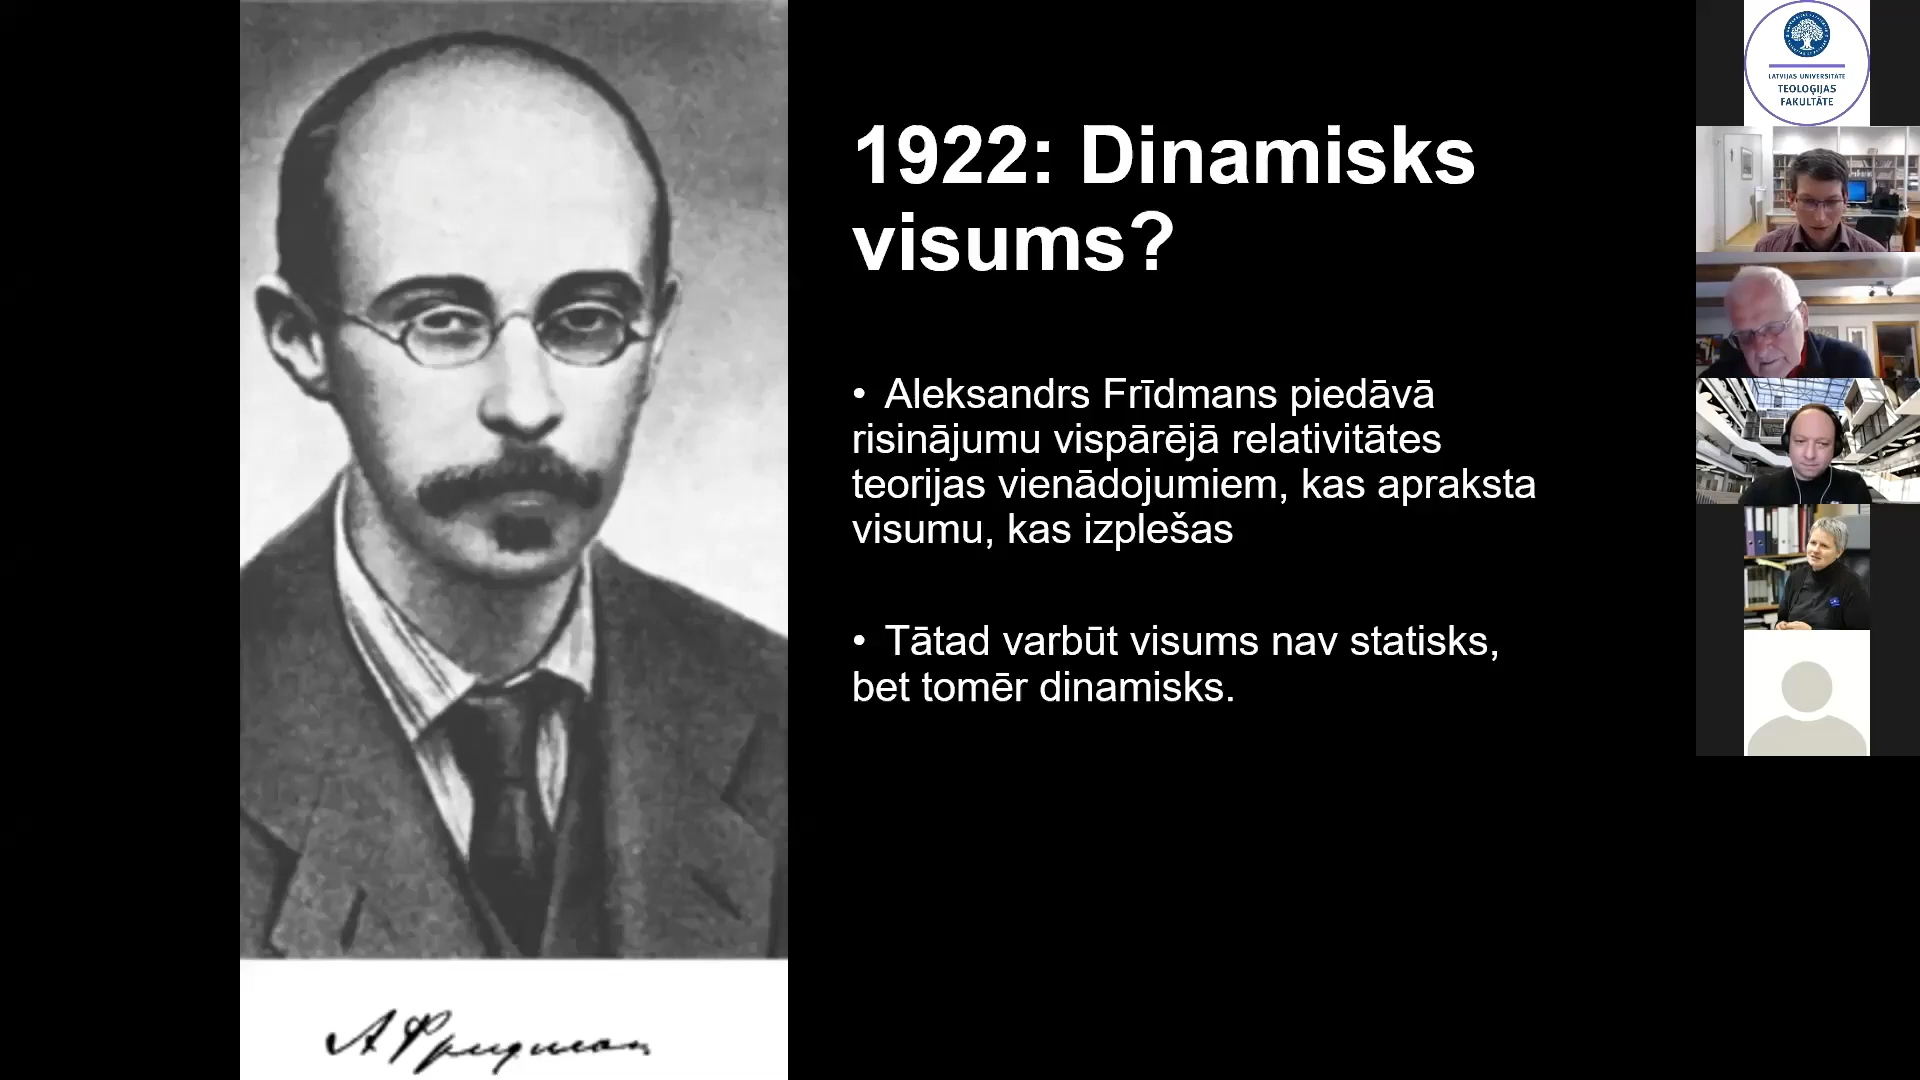 1922: Dinamisks
visums?
• Aleksandrs Frīdmans piedāvā
risinājumu vispārējā relativitātes
teorijas vienādojumiem, kas apraksta
visumu, kas izplešas
• Tātad varbūt visums nav statisks,
bet tomēr dinamisks.
А Фридман
LATVIJAS UNIVERSITĀTE
TEOLOĢIJAS
FAKULTĀTE